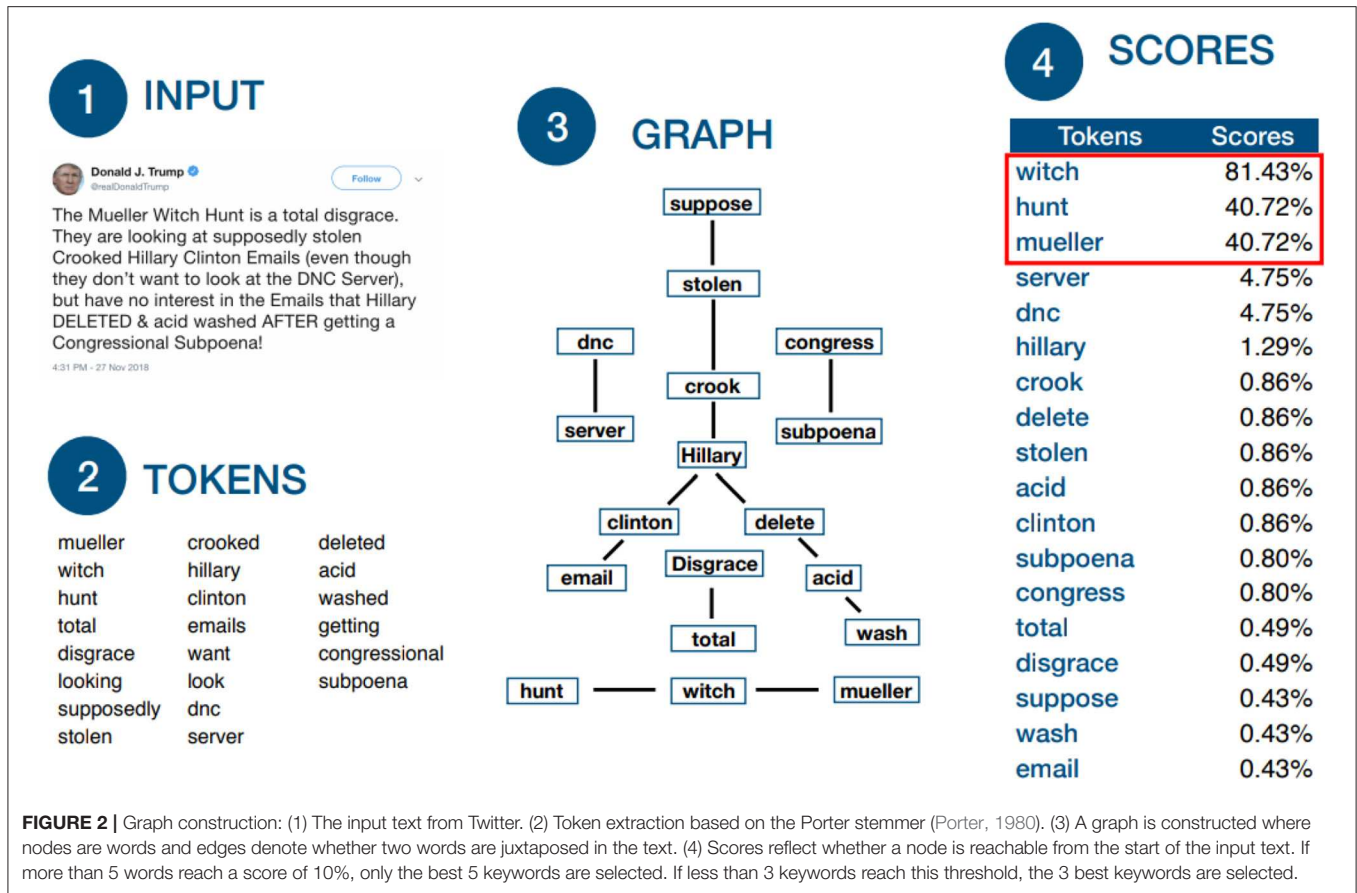 1 INPUT
Donald J. Trump
@realDonaldTrump
Follow
The Mueller Witch Hunt is a total disgrace.
They are looking at supposedly stolen
Crooked Hillary Clinton Emails (even though
they don't want to look at the DNC Server),
but have no interest in the Emails that Hillary
DELETED & acid washed AFTER getting a
Congressional Subpoena!
4:31 PM - 27 Nov 2018
2 TOKENS
mueller crooked deleted
witch hillary acid
hunt clinton washed
total emails getting
disgrace want congressional
looking look subpoena
supposedly dnc
stolen server
3 GRAPH
suppose
stolen
dnc congress
crook
server subpoena
Hillary
clinton delete
email Disgrace acid
total wash
hunt witch mueller
4 SCORES
Tokens Scores
witch 81.43%
hunt 40.72%
mueller 40.72%
server 4.75%
dnc 4.75%
hillary 1.29%
crook 0.86%
delete 0.86%
stolen 0.86%
acid 0.86%
clinton 0.86%
subpoena 0.80%
congress 0.80%
total 0.49%
disgrace 0.49%
suppose 0.43%
wash 0.43%
email 0.43%
FIGURE 2 | Graph construction: (1) The input text from Twitter. (2) Token extraction based on the Porter stemmer (Porter, 1980). (3) A graph is constructed where
nodes are words and edges denote whether two words are juxtaposed in the text. (4) Scores reflect whether a node is reachable from the start of the input text. If
more than 5 words reach a score of 10%, only the best 5 keywords are selected. If less than 3 keywords reach this threshold, the 3 best keywords are selected.